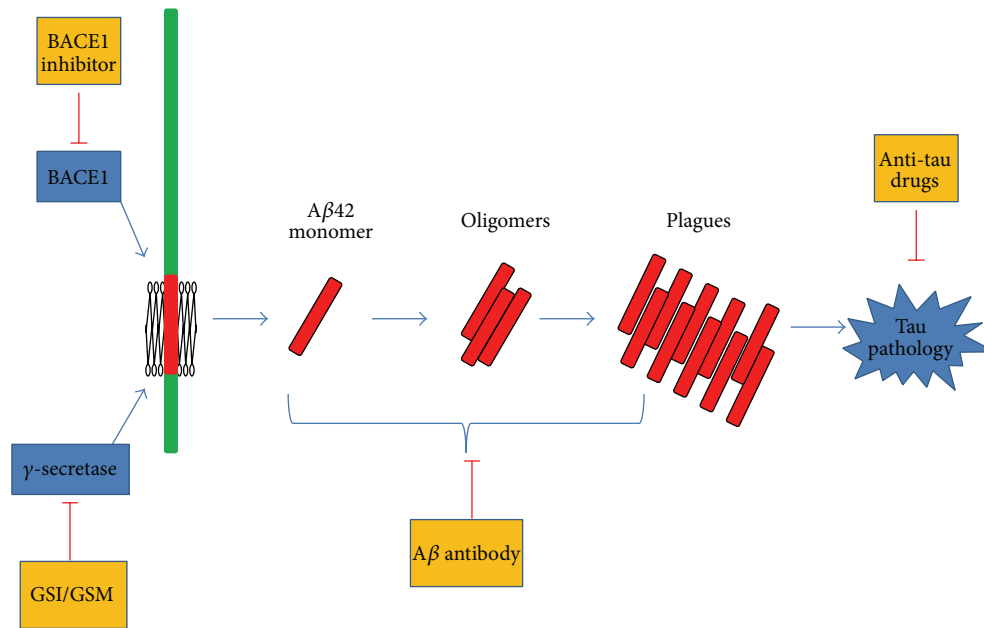 BACE1
inhibitor
BACE1
Aβ42
monomer
Oligomers
Plagues
Anti-tau
drugs
Tau
pathology
γ-secretase
Aβ antibody
GSI/GSM